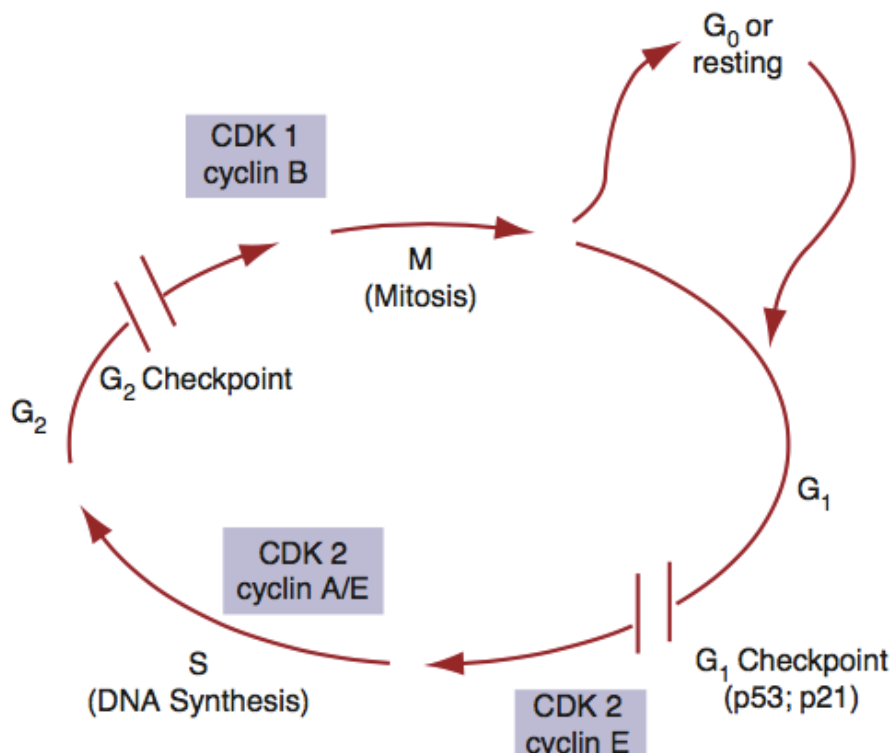 G₀ or
resting
CDK 1
cyclin B
M
(Mitosis)
G₂ Checkpoint
G₂
G₁
CDK 2
cyclin A/E
S
(DNA Synthesis)
G₁ Checkpoint
(p53; p21)
CDK 2
cyclin E